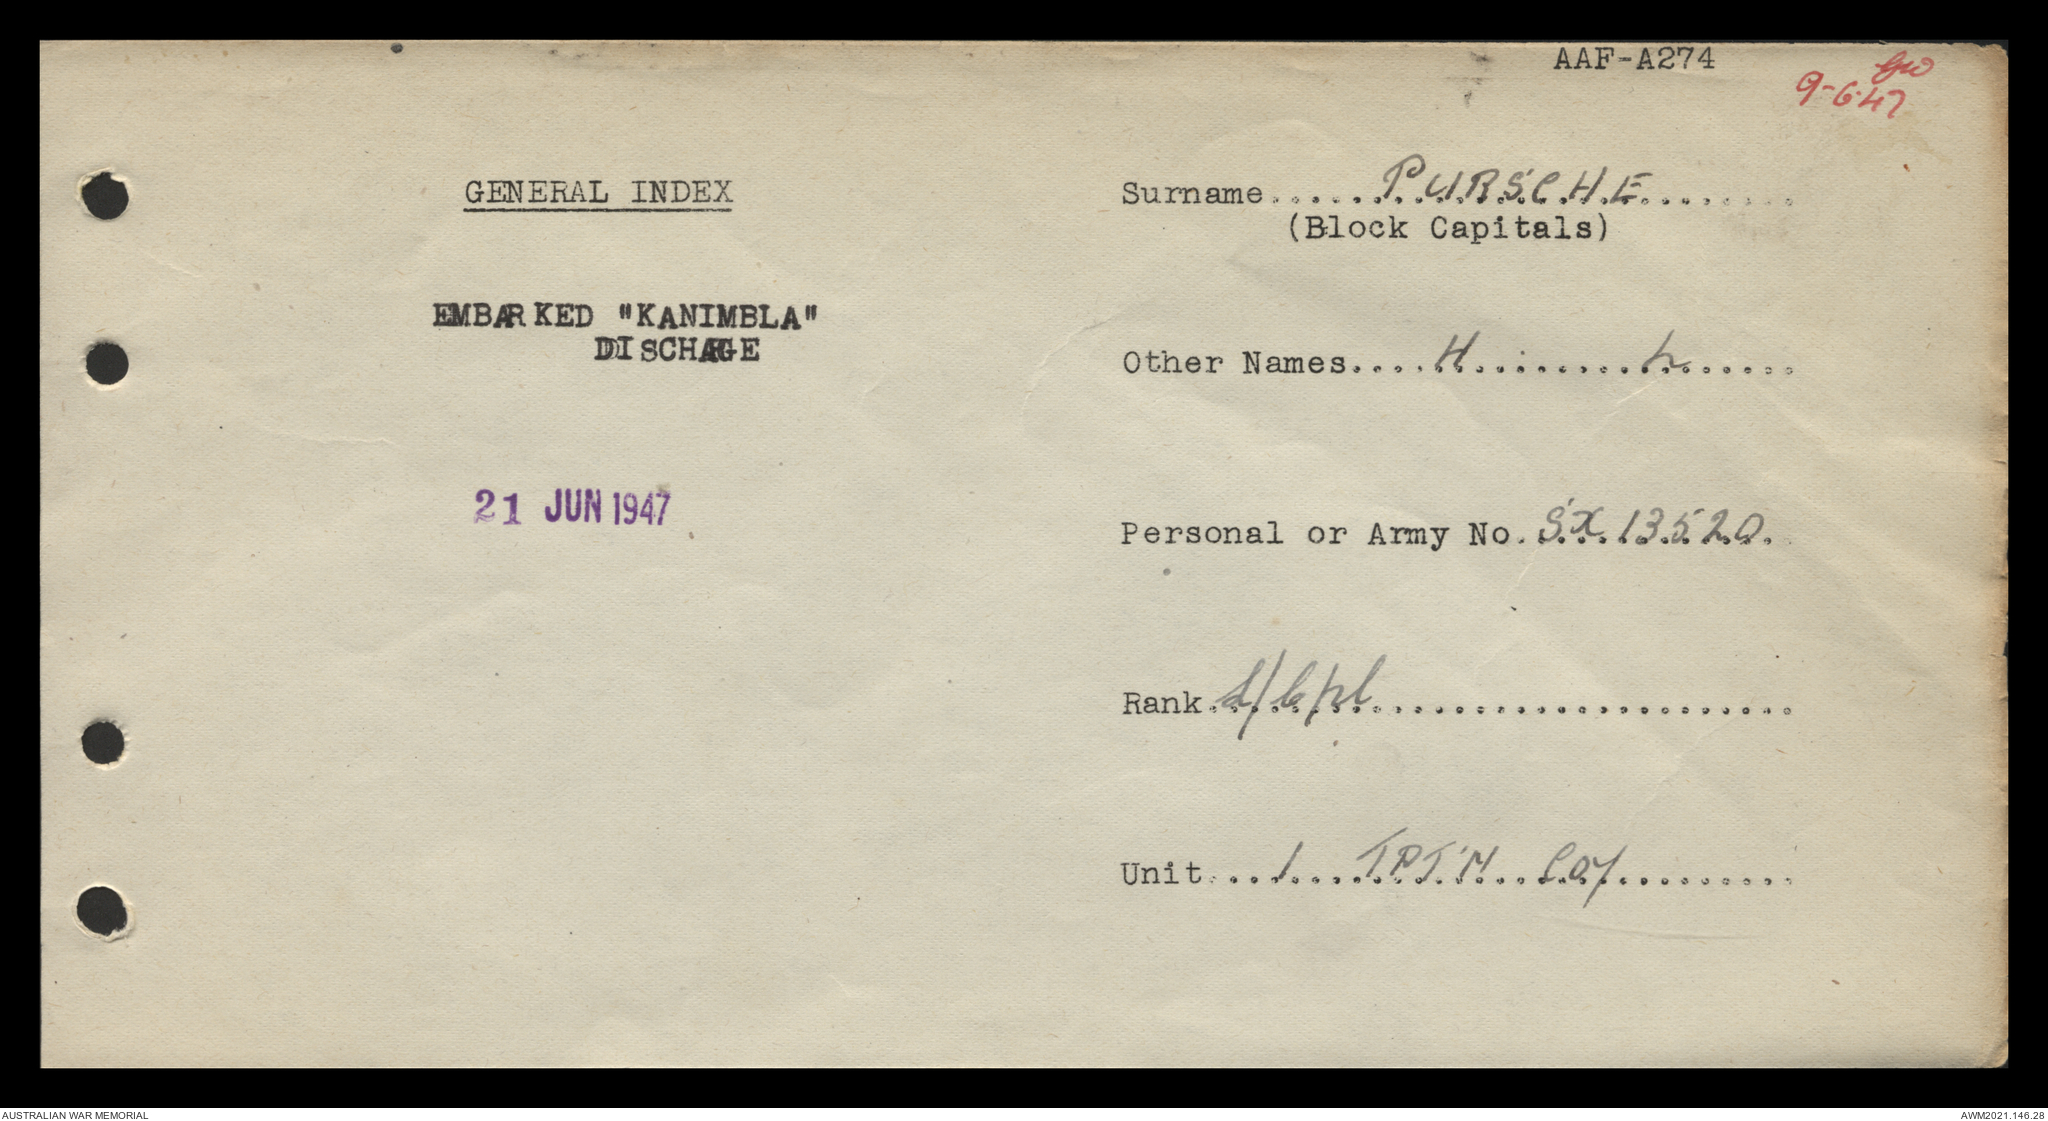 AAF-A274
9-6-47
GENERAL INDEX
Surname PURSCHE
(Block Capitals)
EMBARKED "KANIMBLA"
DISCHARGE
Other Names H. L
21 JUN 1947
Personal or Army No. SX 13520
Rank L/Cpl
Unit 1 TPT'N Coy
AUSTRALIAN WAR MEMORIAL
AWM2021.146.28